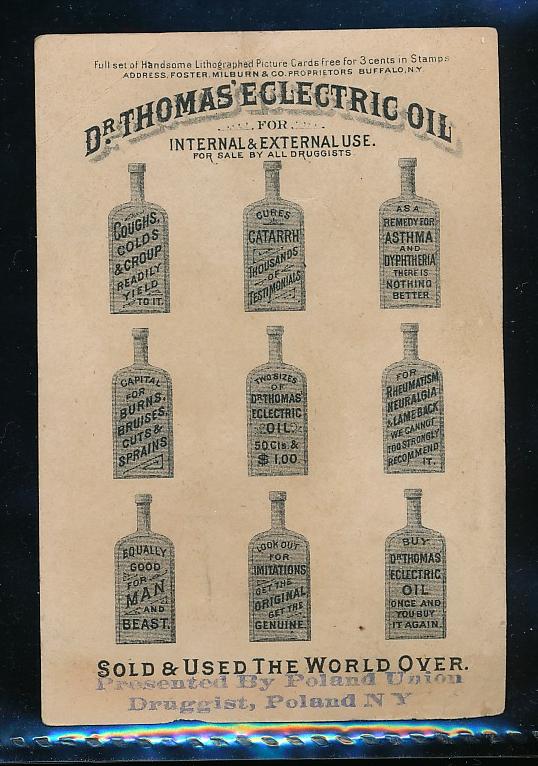 Full set of Handsome Lithographed Picture Cards free for 3 cents in Stamps
ADDRESS, FOSTER, MILBURN & CO. PROPRIETORS BUFFALO, N.Y.
DR THOMAS' ECLECTRIC OIL
FOR
INTERNAL & EXTERNAL USE.
FOR SALE BY ALL DRUGGISTS
COUGHS,
COLDS
& CROUP
READILY
YIELD
TO IT.
CURES
CATARRH
THOUSANDS
OF
TESTIMONIALS
AS A
REMEDY FOR
ASTHMA
AND
DYPHTHERIA
THERE IS
NOTHING
BETTER
CAPITAL
FOR
BURNS,
BRUISES,
CUTS &
SPRAINS
TWO SIZES
OF
DR THOMAS'
ECLECTRIC
OIL.
50 Cts. &
$ 1.00
FOR
RHEUMATISM
NEURALGIA
& LAME BACK
WE CANNOT
TOO STRONGLY
RECOMMEND
IT.
EQUALLY
GOOD
FOR
MAN
AND
BEAST.
LOOK OUT
FOR
IMITATIONS
GET THE
ORIGINAL
GET THE
GENUINE
BUY
DR THOMAS'
ECLECTRIC
OIL
ONCE AND
YOU BUY
IT AGAIN.
SOLD & USED THE WORLD OVER.
Presented By Poland Union
Druggist, Poland N Y